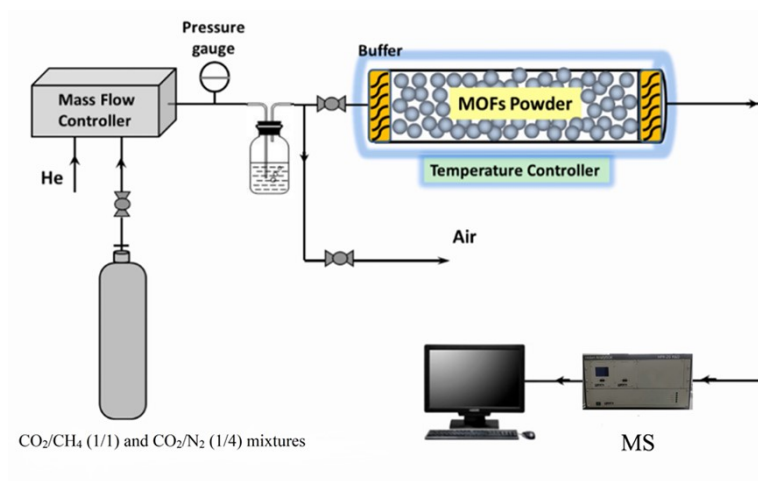 Pressure
gauge
Buffer
Mass Flow
Controller
MOFs Powder
He
Temperature Controller
Air
CO₂/CH₄ (1/1) and CO₂/N₂ (1/4) mixtures
MS